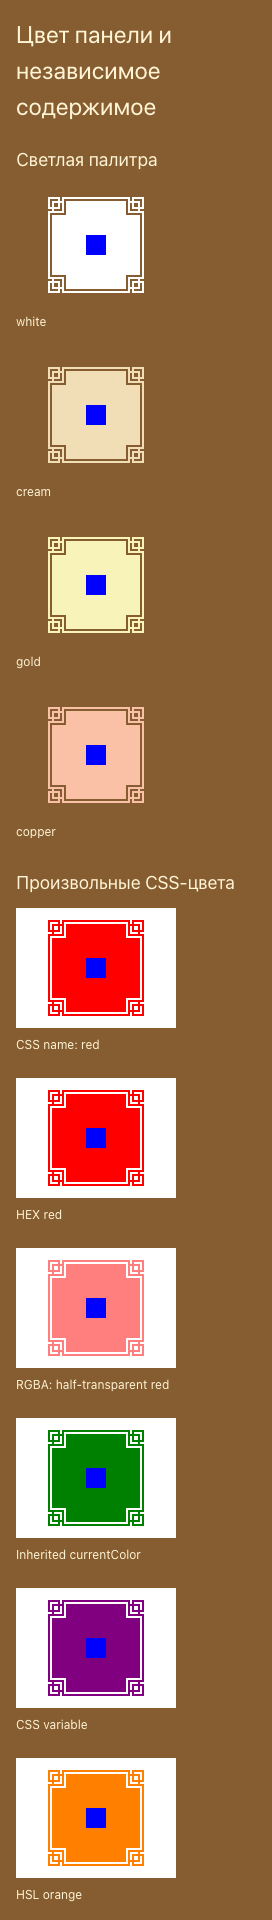 Цвет панели и
независимое
содержимое
Светлая палитра
white
cream
gold
copper
Произвольные CSS-цвета
CSS name: red
HEX red
RGBA: half-transparent red
Inherited currentColor
CSS variable
HSL orange